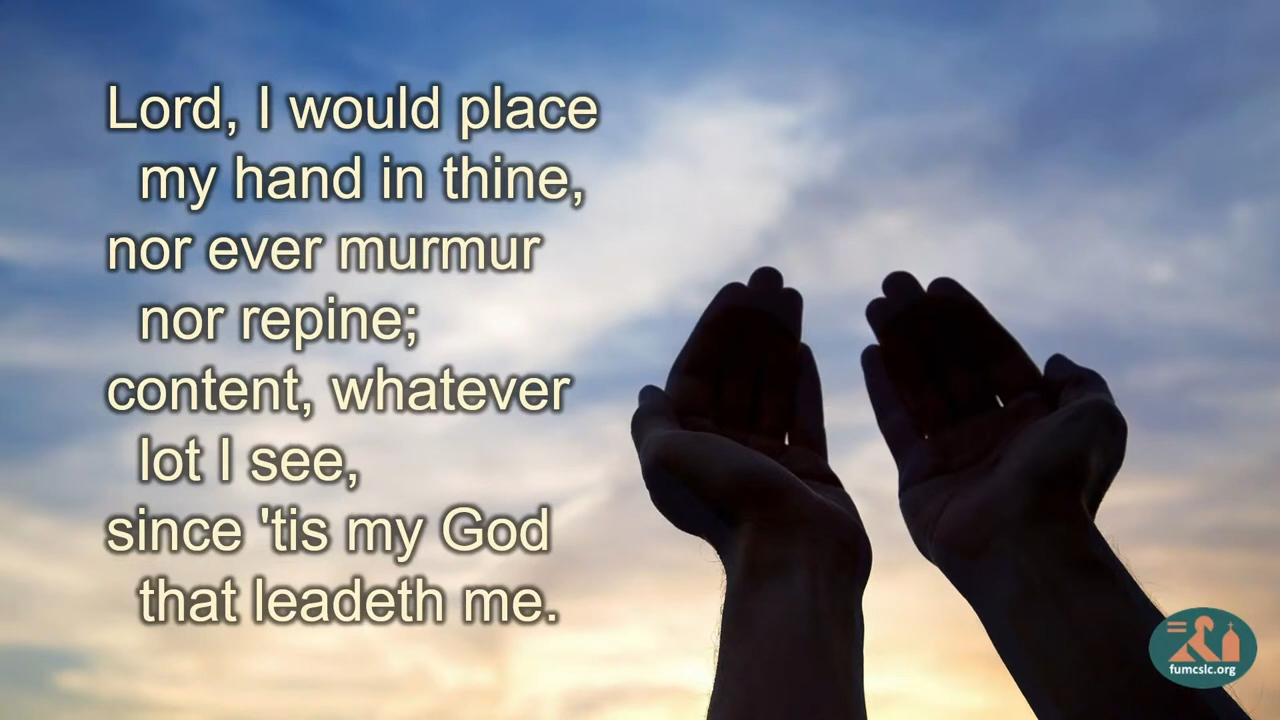 Lord, I would place
my hand in thine,
nor ever murmur
nor repine;
content, whatever
lot I see,
since 'tis my God
that leadeth me.
fumcslc.org